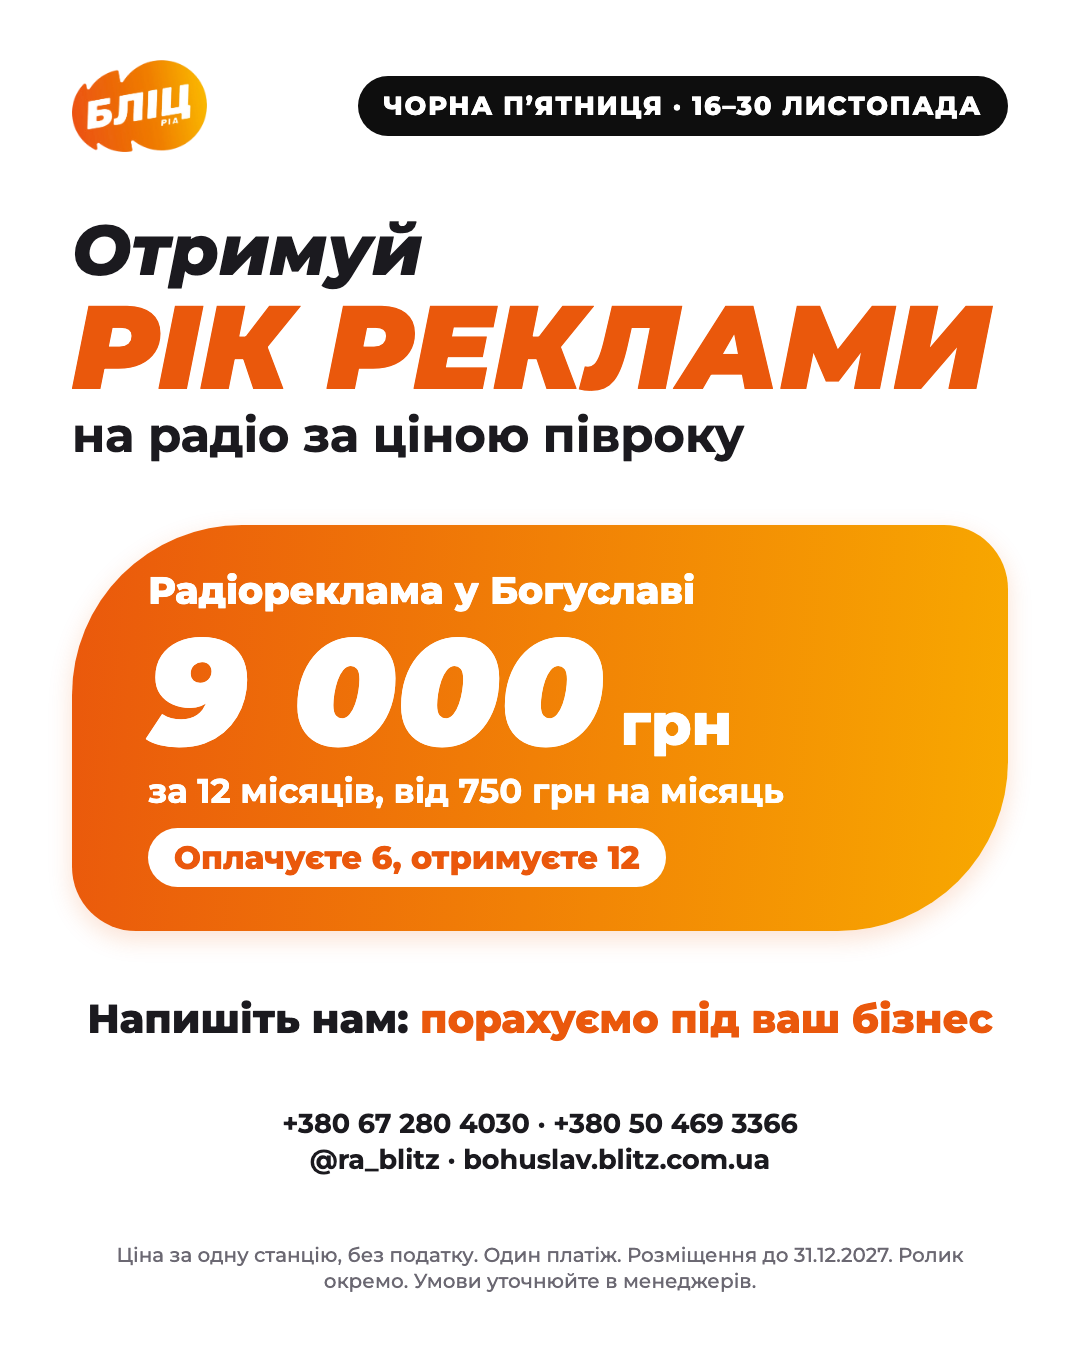 БЛІЦ
РІА
ЧОРНА П’ЯТНИЦЯ · 16–30 ЛИСТОПАДА
Отримуй
РІК РЕКЛАМИ
на радіо за ціною півроку
Радіореклама у Богуславі
9 000 грн
за 12 місяців, від 750 грн на місяць
Оплачуєте 6, отримуєте 12
Напишіть нам: порахуємо під ваш бізнес
+380 67 280 4030 · +380 50 469 3366
@ra_blitz · bohuslav.blitz.com.ua
Ціна за одну станцію, без податку. Один платіж. Розміщення до 31.12.2027. Ролик
окремо. Умови уточнюйте в менеджерів.